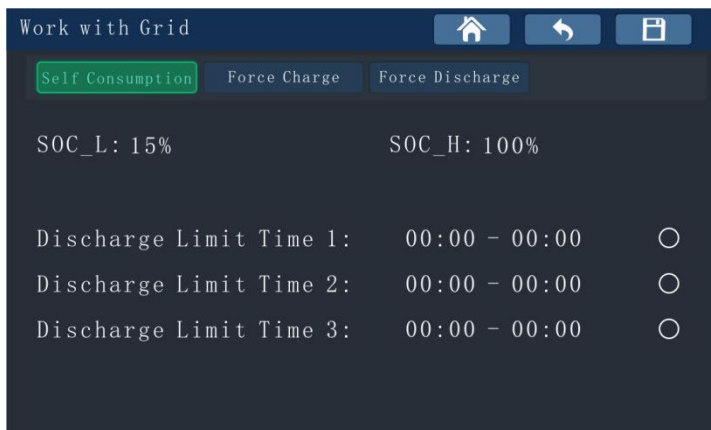 Work with Grid
Self Consumption Force Charge Force Discharge
SOC_L: 15% SOC_H: 100%
Discharge Limit Time 1: 00:00 - 00:00
Discharge Limit Time 2: 00:00 - 00:00
Discharge Limit Time 3: 00:00 - 00:00